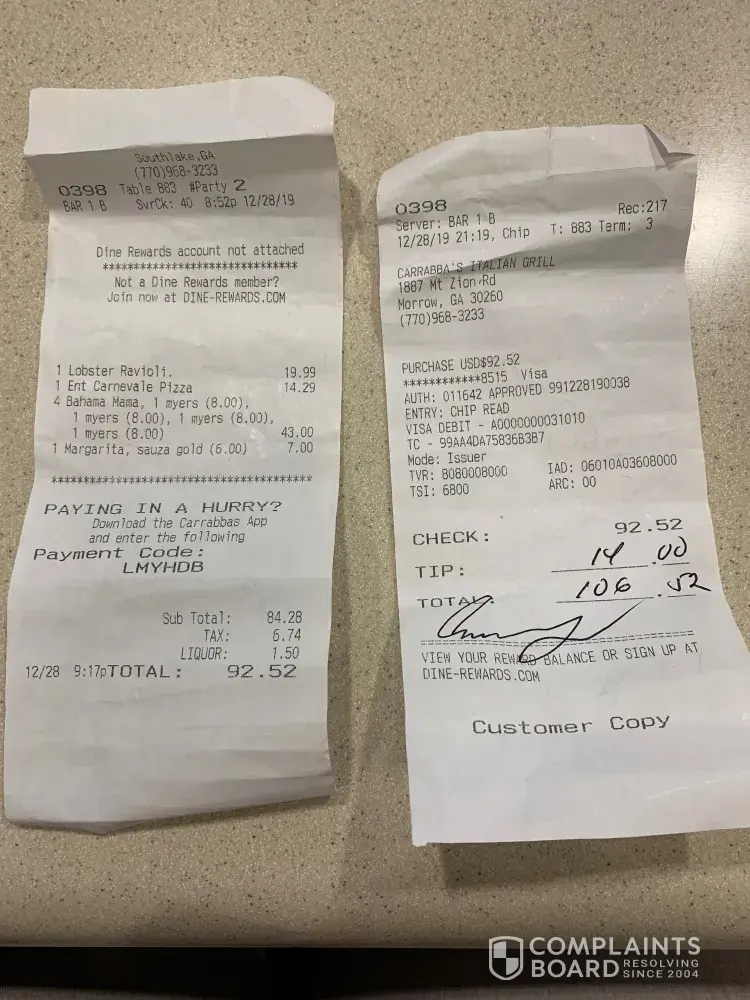 Southlake,GA
(770)968-3233
0398 Table 883 #Party 2
BAR 1 B SvrCk: 40 8:52p 12/28/19
Dine Rewards account not attached
*****************************
Not a Dine Rewards member?
Join now at DINE-REWARDS.COM
1 Lobster Ravioli. 19.99
1 Ent Carnevale Pizza 14.29
4 Bahama Mama, 1 myers (8.00),
1 myers (8.00), 1 myers (8.00),
1 myers (8.00) 43.00
1 Margarita, sauza gold (6.00) 7.00
***************************************
PAYING IN A HURRY?
Download the Carrabbas App
and enter the following
Payment Code:
LMYHDB
Sub Total: 84.28
TAX: 6.74
LIQUOR: 1.50
12/28 9:17pTOTAL: 92.52
0398 Rec:217
Server: BAR 1 B
12/28/19 21:19, Chip T: 883 Term: 3
CARRABBA'S ITALIAN GRILL
1887 Mt Zion Rd
Morrow, GA 30260
(770)968-3233
PURCHASE USD$92.52
************8515 Visa
AUTH: 011642 APPROVED 991228190038
ENTRY: CHIP READ
VISA DEBIT - A0000000031010
TC - 99AA4DA75836B3B7
Mode: Issuer
TVR: 8080008000 IAD: 06010A03608000
TSI: 6800 ARC: 00
CHECK: 92.52
TIP: 14.00
TOTAL: 106.52
VIEW YOUR REWARD BALANCE OR SIGN UP AT
DINE-REWARDS.COM
Customer Copy
COMPLAINTS
BOARD RESOLVING SINCE 2004